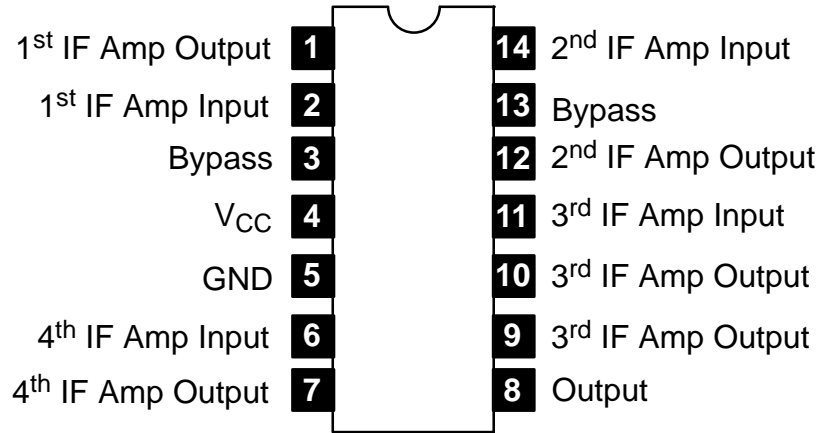 1st IF Amp Output 1
1st IF Amp Input 2
Bypass 3
VCC 4
GND 5
4th IF Amp Input 6
4th IF Amp Output 7
14 2nd IF Amp Input
13 Bypass
12 2nd IF Amp Output
11 3rd IF Amp Input
10 3rd IF Amp Output
9 3rd IF Amp Output
8 Output